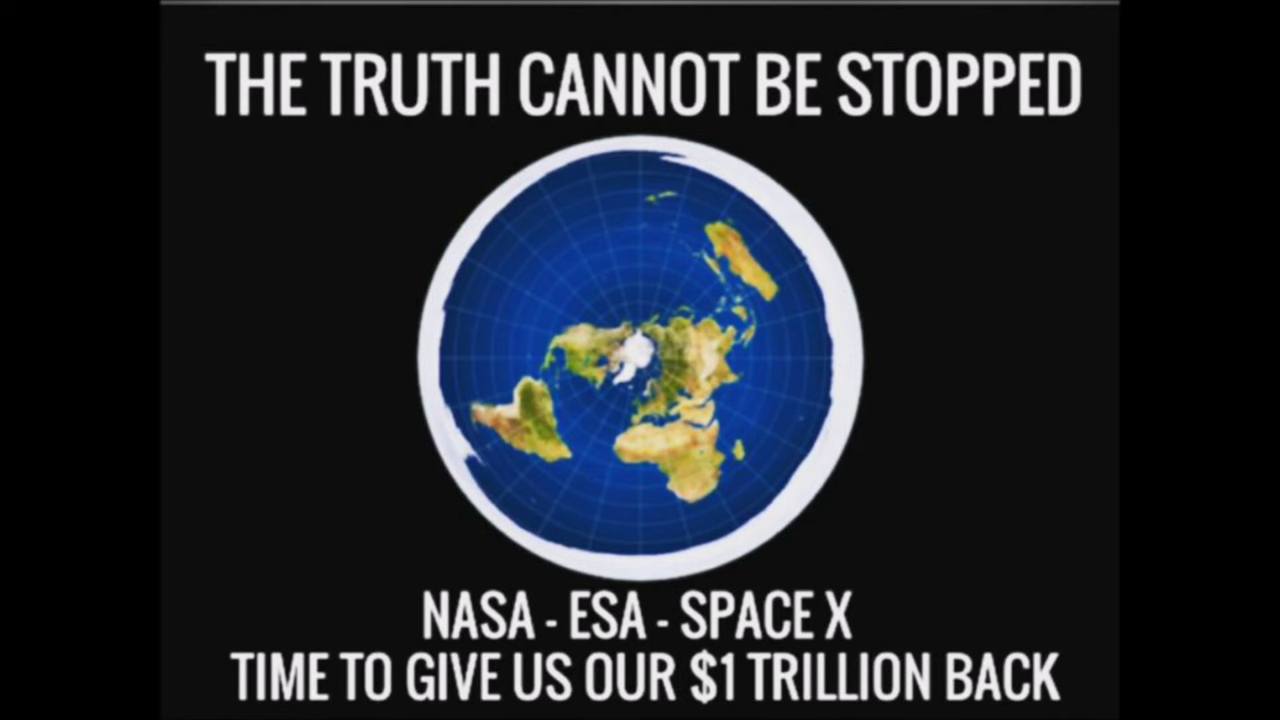 THE TRUTH CANNOT BE STOPPED
NASA - ESA - SPACE X
TIME TO GIVE US OUR $1 TRILLION BACK